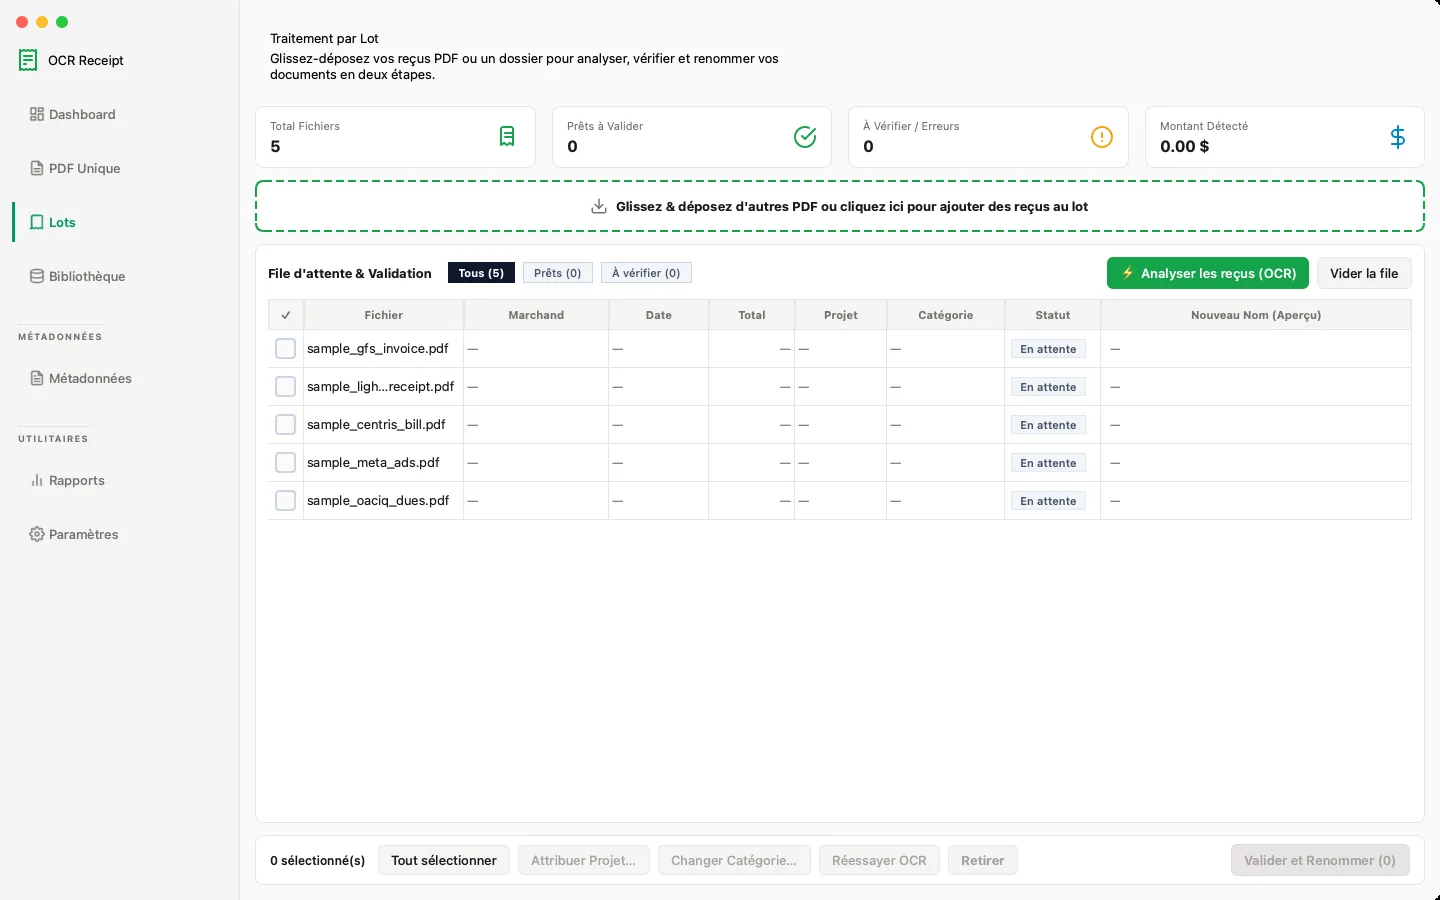 OCR Receipt
Dashboard
PDF Unique
Lots
Bibliothèque
MÉTADONNÉES
Métadonnées
UTILITAIRES
Rapports
Paramètres
Traitement par Lot
Glissez-déposez vos reçus PDF ou un dossier pour analyser, vérifier et renommer vos
documents en deux étapes.
Total Fichiers
5
Prêts à Valider
0
À Vérifier / Erreurs
0
Montant Détecté
0.00 $
Glissez & déposez d'autres PDF ou cliquez ici pour ajouter des reçus au lot
File d'attente & Validation Tous (5) Prêts (0) À vérifier (0) ⚡ Analyser les reçus (OCR) Vider la file
✓ Fichier Marchand Date Total Projet Catégorie Statut Nouveau Nom (Aperçu)
sample_gfs_invoice.pdf — — — — — En attente —
sample_ligh...receipt.pdf — — — — — En attente —
sample_centris_bill.pdf — — — — — En attente —
sample_meta_ads.pdf — — — — — En attente —
sample_oaciq_dues.pdf — — — — — En attente —
0 sélectionné(s) Tout sélectionner Attribuer Projet... Changer Catégorie... Réessayer OCR Retirer Valider et Renommer (0)